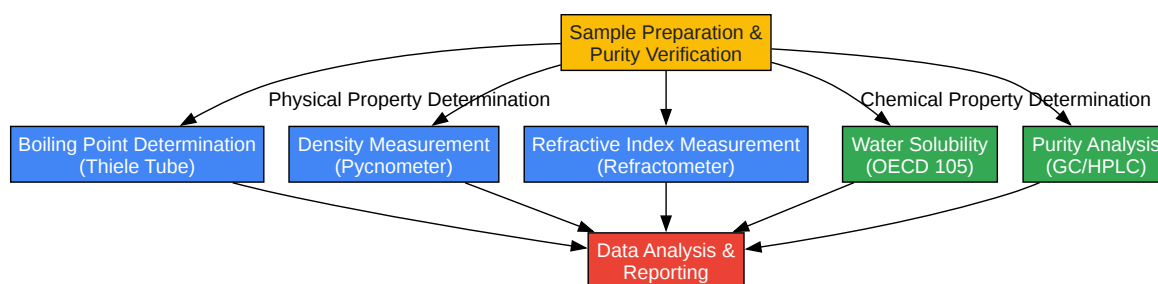 Sample Preparation &
Purity Verification
Physical Property Determination
Chemical Property Determination
Boiling Point Determination
(Thiele Tube)
Density Measurement
(Pycnometer)
Refractive Index Measurement
(Refractometer)
Water Solubility
(OECD 105)
Purity Analysis
(GC/HPLC)
Data Analysis &
Reporting